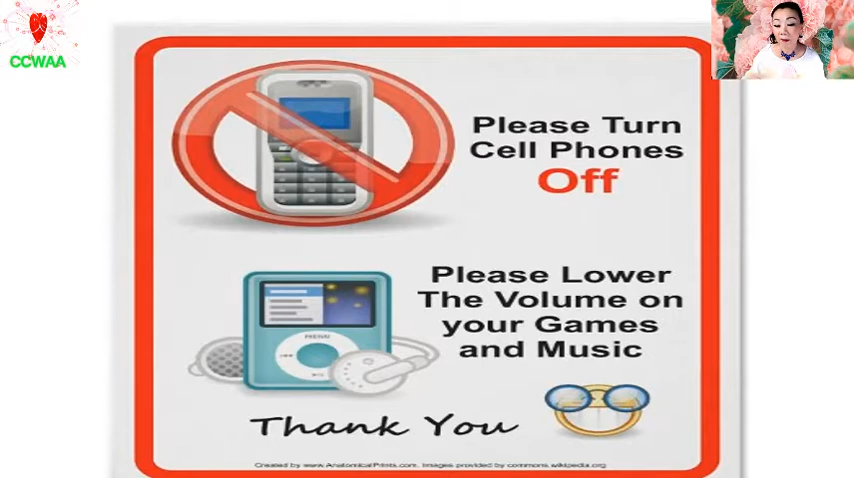 CCWAA
Please Turn
Cell Phones
Off
Please Lower
The Volume on
your Games
and Music
MENU
Thank You
Created by www.AnatomicalPrints.com. Images provided by commons.wikipedia.org